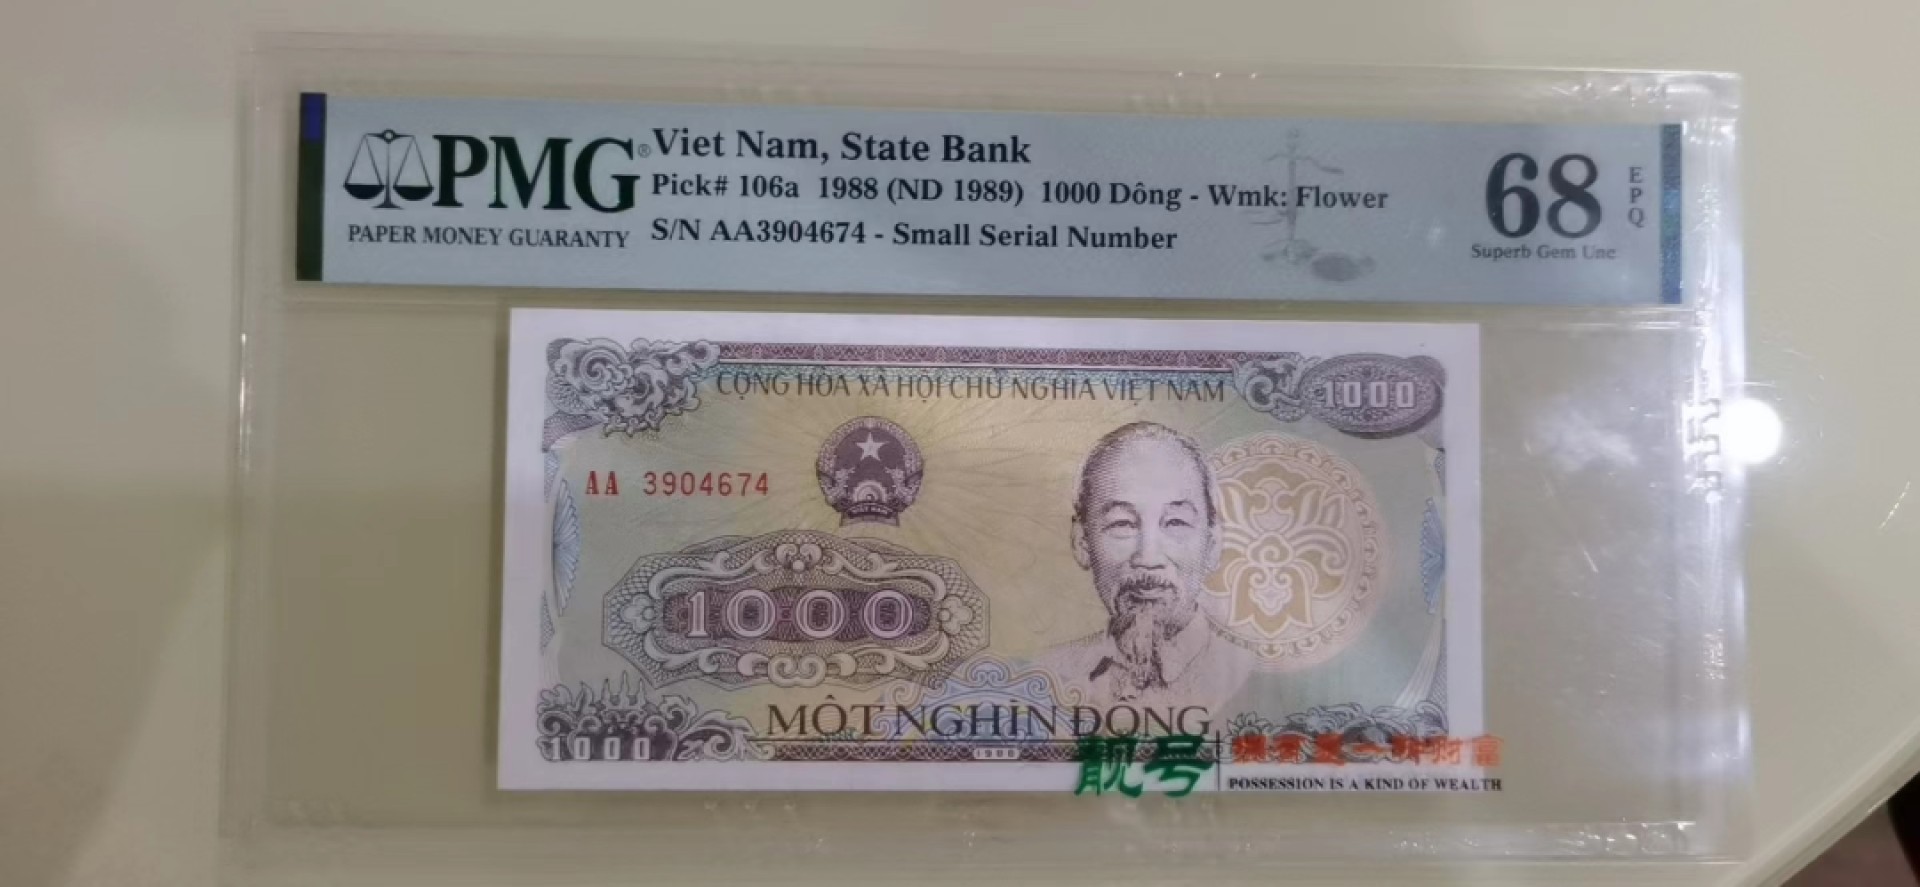 PMG®
PAPER MONEY GUARANTY
Viet Nam, State Bank
Pick# 106a 1988 (ND 1989) 1000 Dông - Wmk: Flower
S/N AA3904674 - Small Serial Number
68
EPQ
Superb Gem Unc
CỘNG HÒA XÃ HỘI CHỦ NGHĨA VIỆT NAM
1000
AA 3904674
VIỆT NAM
1000
MỘT NGHÌN ĐỒNG
1000
1988
靓号
拥有是一种财富
POSSESSION IS A KIND OF WEALTH